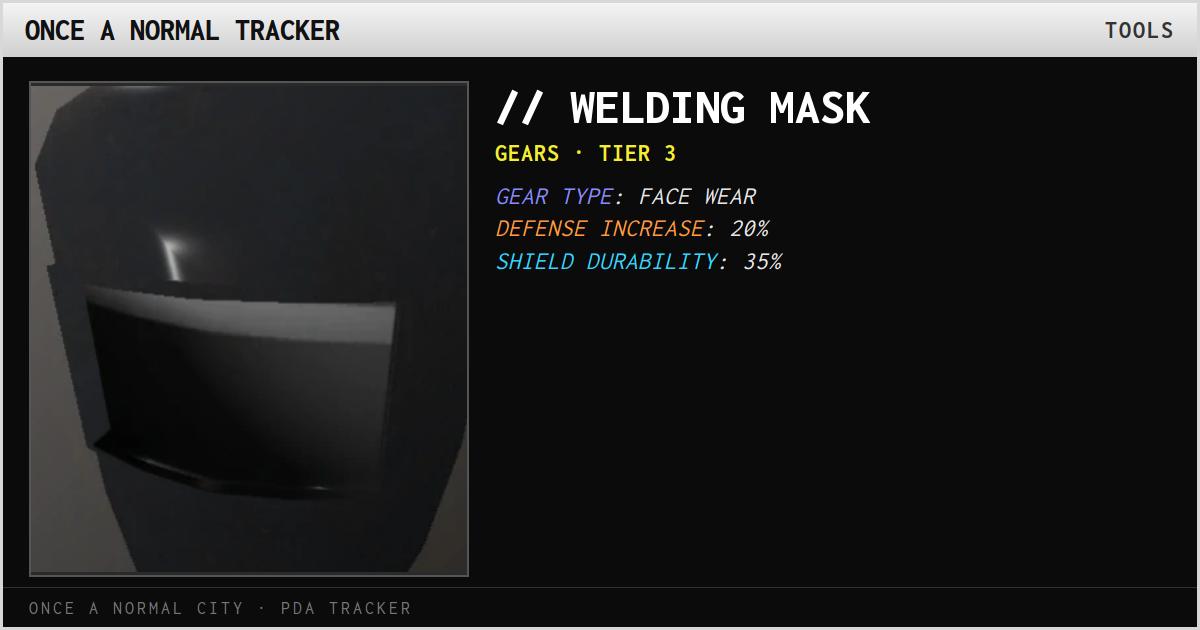 ONCE A NORMAL TRACKER
TOOLS
// WELDING MASK
GEARS · TIER 3
GEAR TYPE: FACE WEAR
DEFENSE INCREASE: 20%
SHIELD DURABILITY: 35%
ONCE A NORMAL CITY · PDA TRACKER